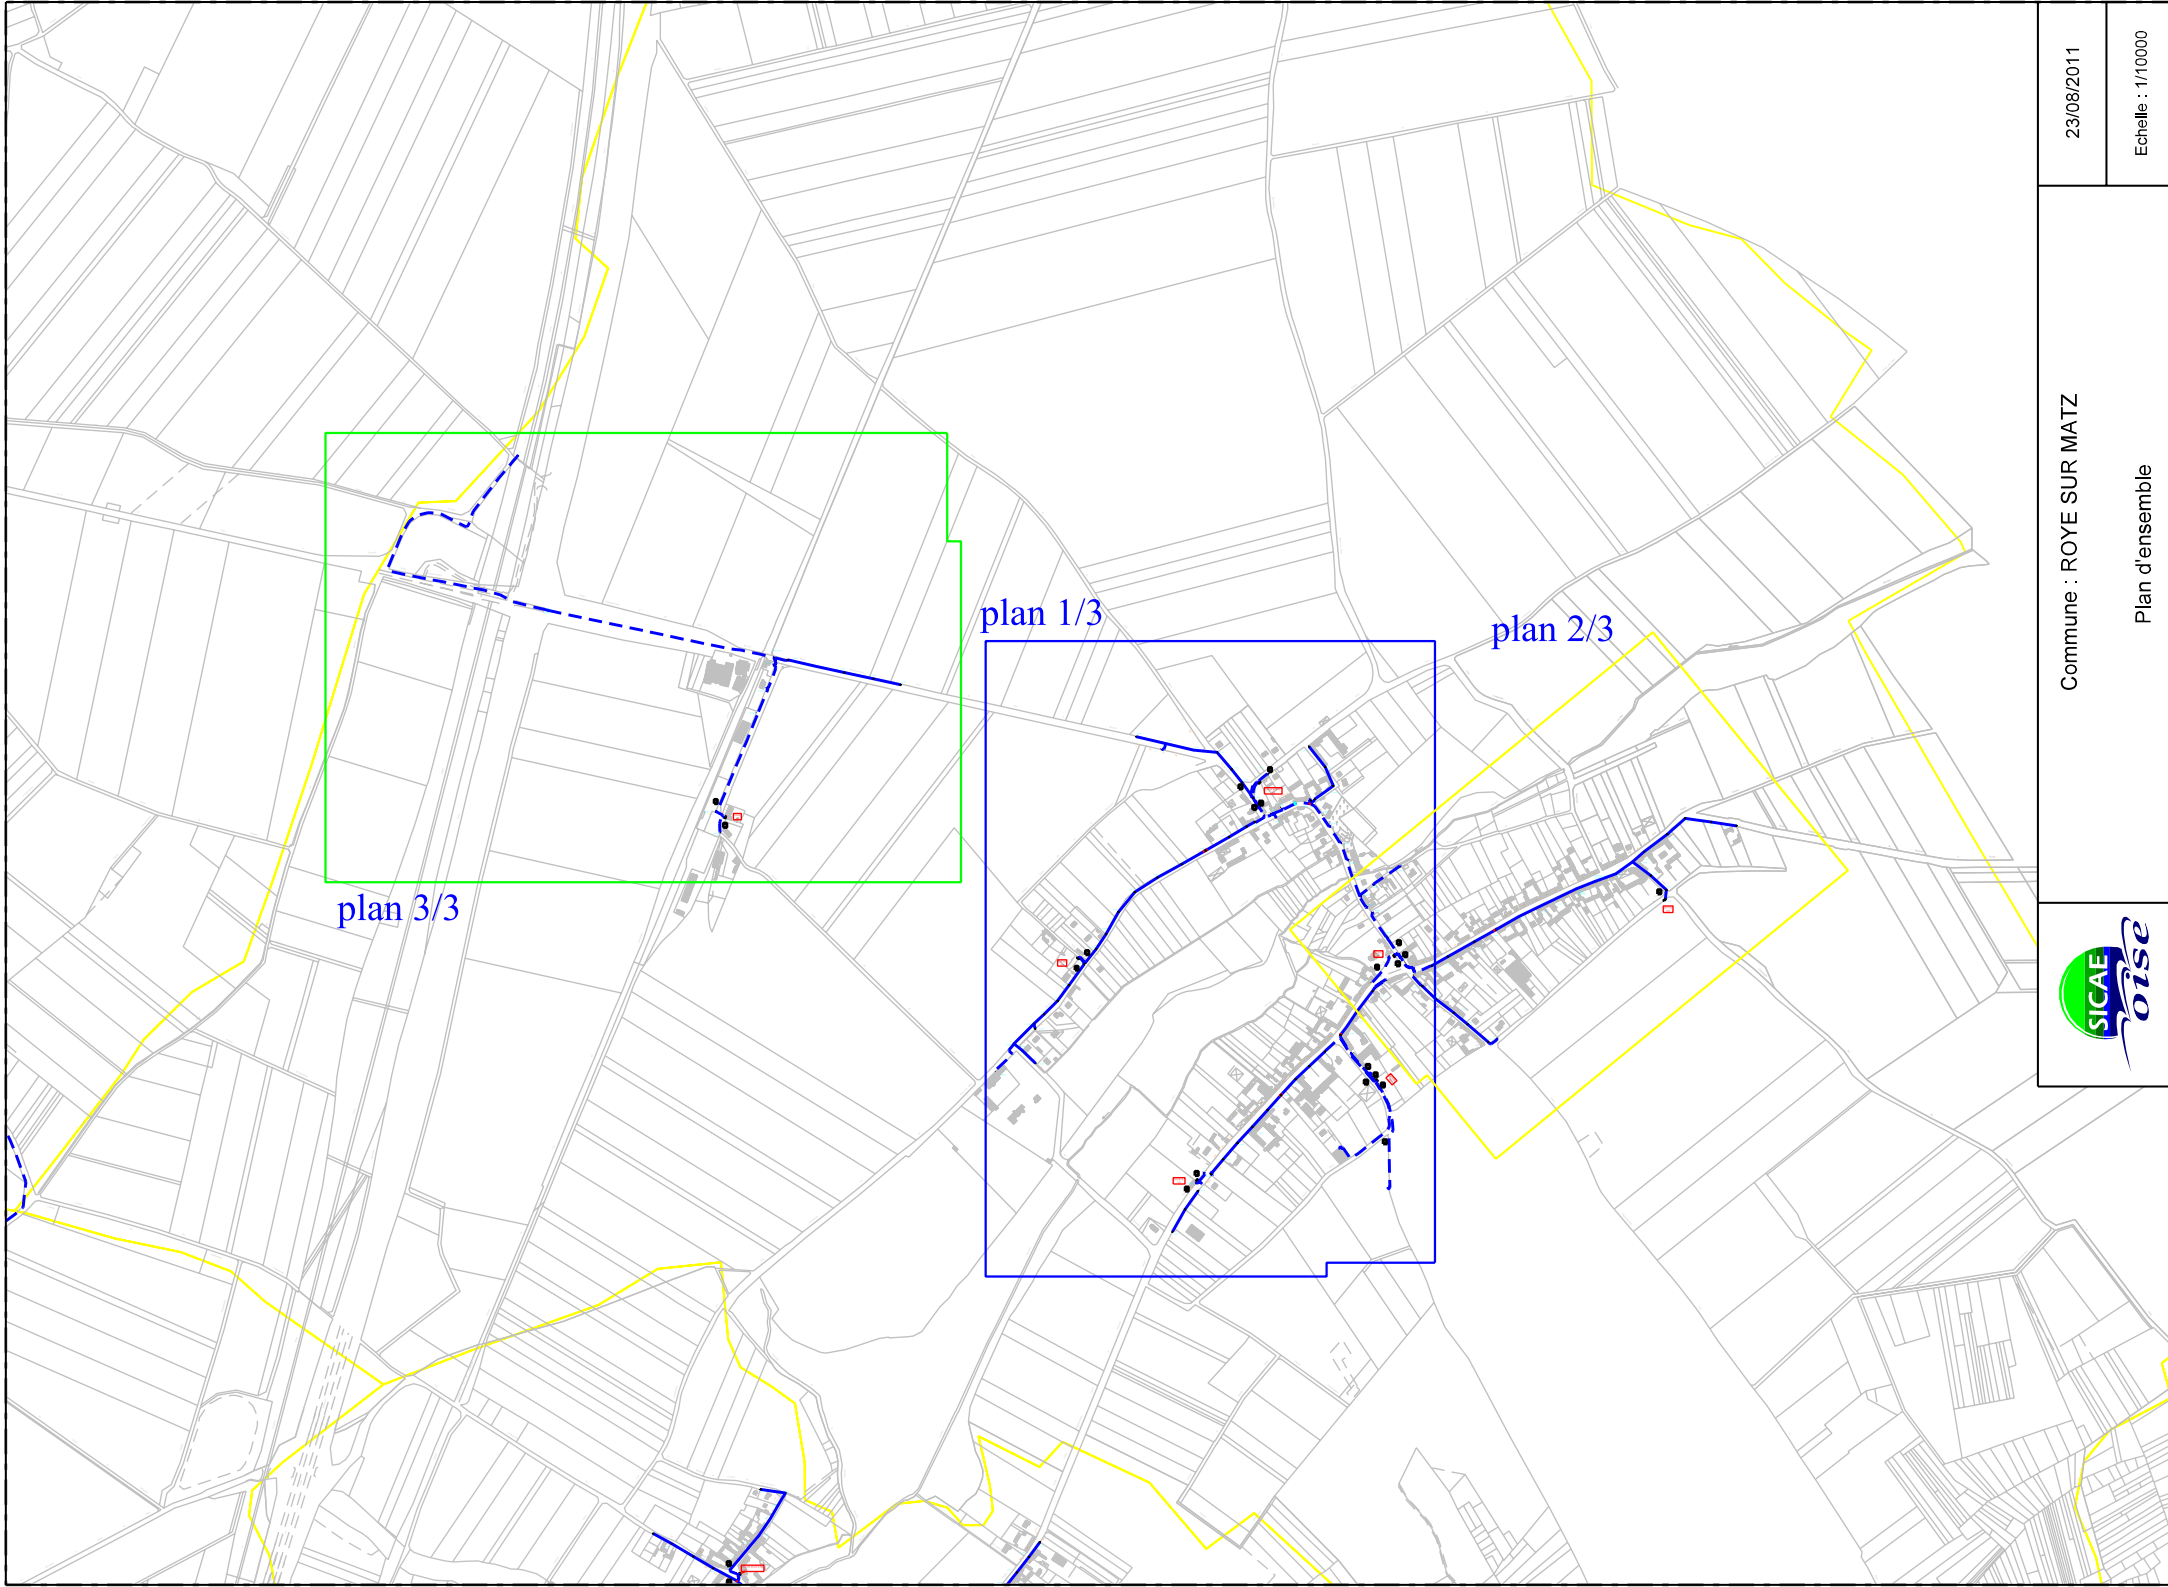 plan 1/3
plan 2/3
plan 3/3
23/08/2011
Echelle : 1/10000
Commune : ROYE SUR MATZ
Plan d'ensemble
SICAE
oise